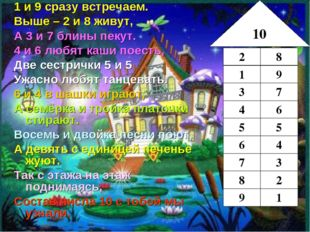 1 и 9 сразу встречаем.
Выше – 2 и 8 живут,
А 3 и 7 блины пекут.
4 и 6 любят каши поесть,
Две сестрички 5 и 5
Ужасно любят танцевать.
6 и 4 в шашки играют,
А семёрка и тройка платочки
стирают.
Восемь и двойка песни поют,
А девять с единицей печенье
жуют.
Так с этажа на этаж
поднимаясь,
Состав числа 10 с тобой мы
узнали.
10
2 8
1 9
3 7
4 6
5 5
6 4
7 3
8 2
9 1